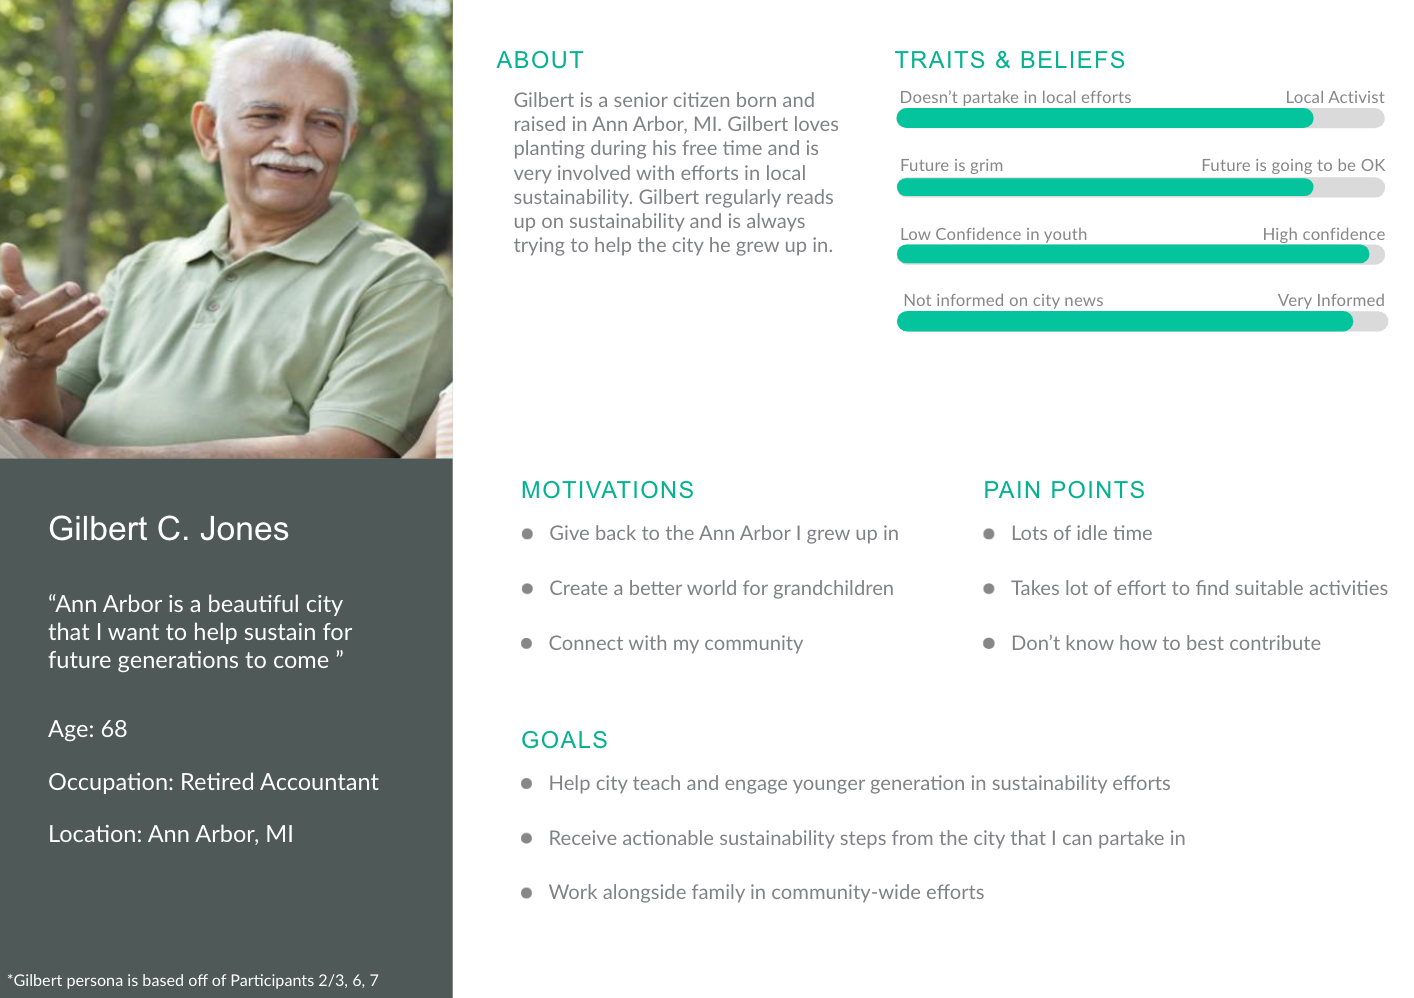 ABOUT
Gilbert is a senior citizen born and
raised in Ann Arbor, MI. Gilbert loves
planting during his free time and is
very involved with efforts in local
sustainability. Gilbert regularly reads
up on sustainability and is always
trying to help the city he grew up in.
TRAITS & BELIEFS
Doesn’t partake in local efforts Local Activist
Future is grim Future is going to be OK
Low Confidence in youth High confidence
Not informed on city news Very Informed
Gilbert C. Jones
“Ann Arbor is a beautiful city
that I want to help sustain for
future generations to come ”
Age: 68
Occupation: Retired Accountant
Location: Ann Arbor, MI
*Gilbert persona is based off of Participants 2/3, 6, 7
MOTIVATIONS
● Give back to the Ann Arbor I grew up in
● Create a better world for grandchildren
● Connect with my community
PAIN POINTS
● Lots of idle time
● Takes lot of effort to find suitable activities
● Don’t know how to best contribute
GOALS
● Help city teach and engage younger generation in sustainability efforts
● Receive actionable sustainability steps from the city that I can partake in
● Work alongside family in community-wide efforts